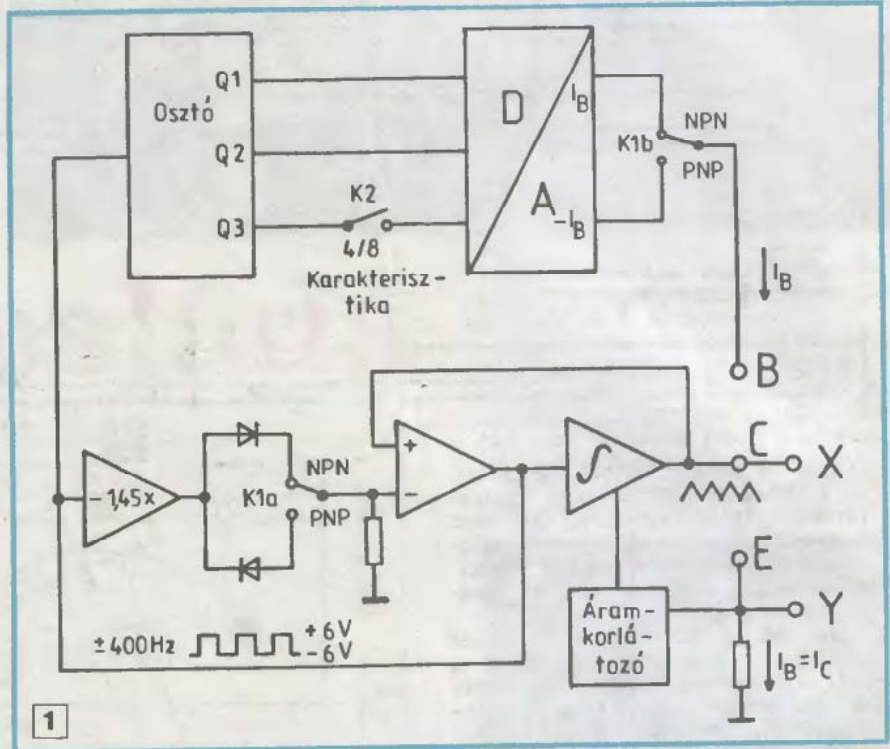 Osztó
Q1
Q2
Q3
K2
4/8
Karakterisz-
tika
D
A
I_B
-I_B
K1b
NPN
PNP
I_B
B
-1,45x
K1a
NPN
PNP
+
-
∫
C
X
E
Y
Áram-
korlá-
tozó
I_B=I_C
±400Hz
+6V
-6V
1